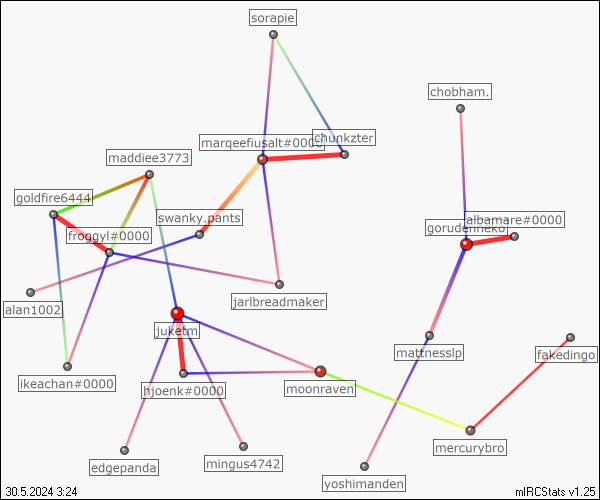 sorapie
chobham.
marqeefiusalt#0000
chunkzter
maddiee3773
goldfire6444
swanky.pants
albamare#0000
froggyl#0000
alan1002
jarlbreadmaker
juketm
mattnesslp
fakedingo
ikeachan#0000
hjoenk#0000
moonraven
mercurybro
edgepanda
mingus4742
yoshimanden
30.5.2024 3:24
mIRCStats v1.25